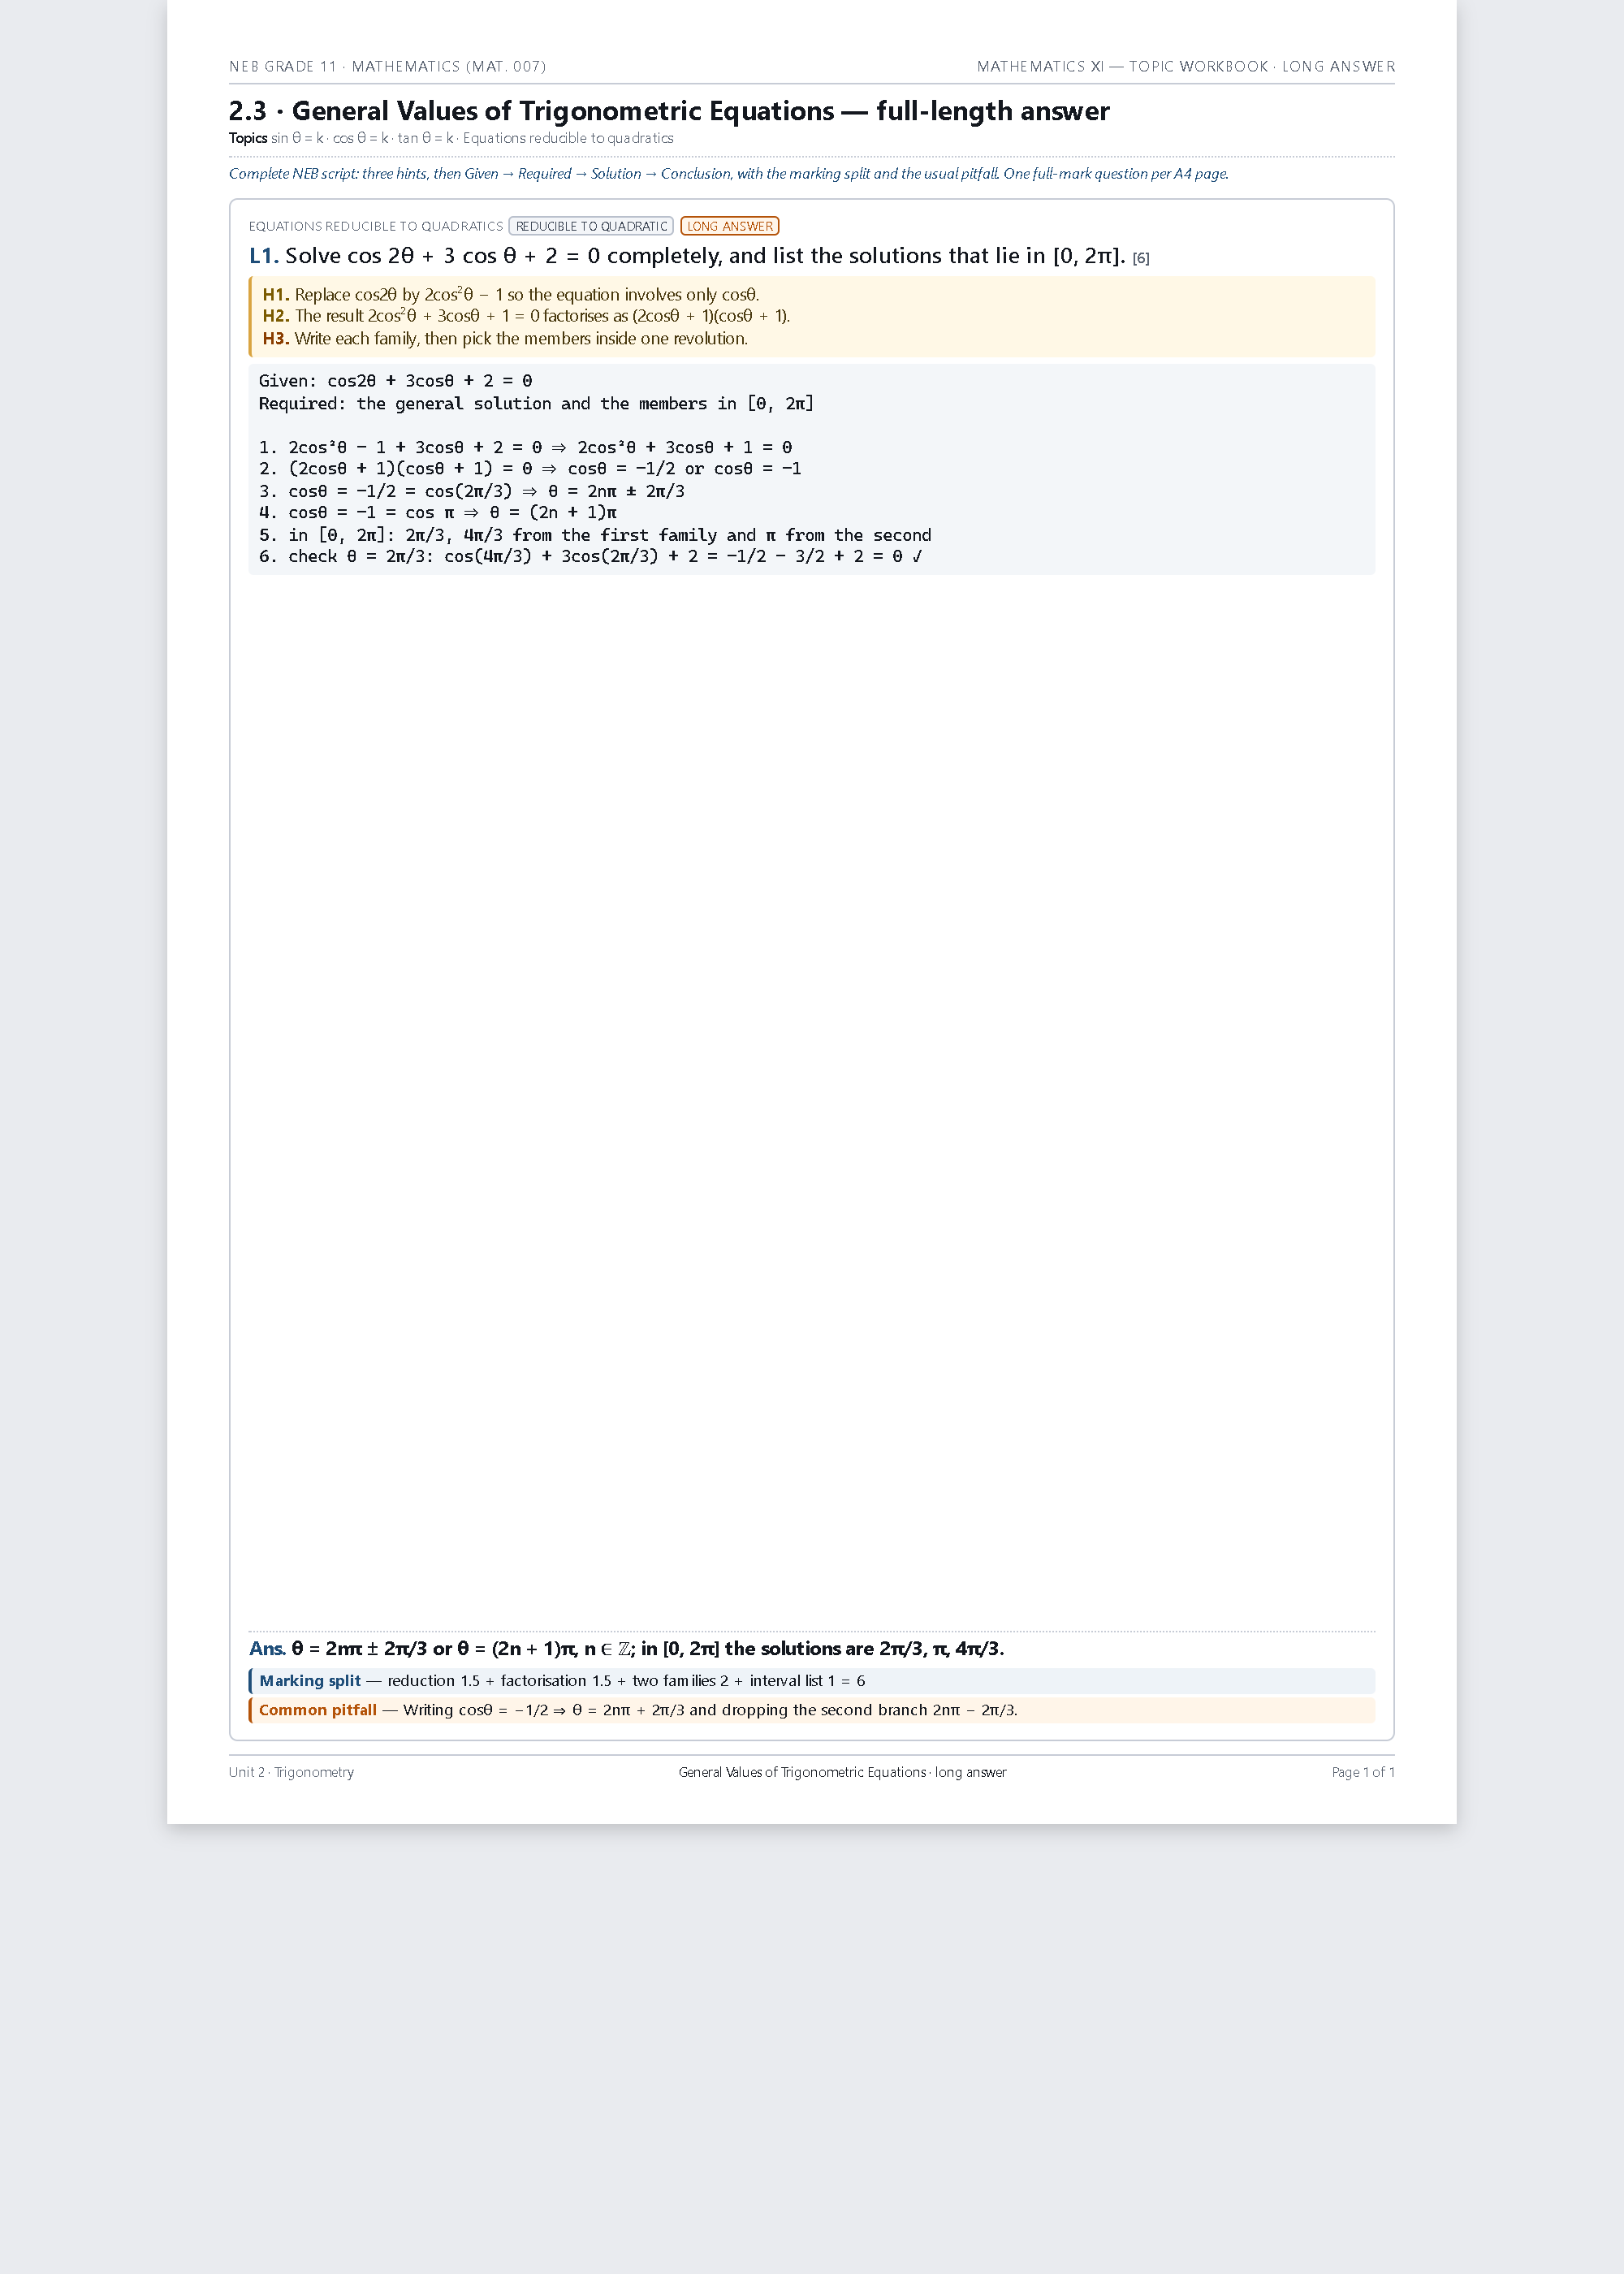 NEB GRADE 11 · MATHEMATICS (MAT. 007)
MATHEMATICS XI — TOPIC WORKBOOK · LONG ANSWER
2.3 · General Values of Trigonometric Equations — full-length answer
Topics sin θ = k · cos θ = k · tan θ = k · Equations reducible to quadratics
Complete NEB script: three hints, then Given → Required → Solution → Conclusion, with the marking split and the usual pitfall. One full-mark question per A4 page.
EQUATIONS REDUCIBLE TO QUADRATICS REDUCIBLE TO QUADRATIC LONG ANSWER
L1. Solve cos 2θ + 3 cos θ + 2 = 0 completely, and list the solutions that lie in [0, 2π]. [6]
H1. Replace cos2θ by 2cos²θ − 1 so the equation involves only cosθ.
H2. The result 2cos²θ + 3cosθ + 1 = 0 factorises as (2cosθ + 1)(cosθ + 1).
H3. Write each family, then pick the members inside one revolution.
Given: cos2θ + 3cosθ + 2 = 0
Required: the general solution and the members in [0, 2π]
1. 2cos²θ − 1 + 3cosθ + 2 = 0 ⇒ 2cos²θ + 3cosθ + 1 = 0
2. (2cosθ + 1)(cosθ + 1) = 0 ⇒ cosθ = −1/2 or cosθ = −1
3. cosθ = −1/2 = cos(2π/3) ⇒ θ = 2nπ ± 2π/3
4. cosθ = −1 = cos π ⇒ θ = (2n + 1)π
5. in [0, 2π]: 2π/3, 4π/3 from the first family and π from the second
6. check θ = 2π/3: cos(4π/3) + 3cos(2π/3) + 2 = −1/2 − 3/2 + 2 = 0 ✓
Ans. θ = 2mπ ± 2π/3 or θ = (2n + 1)π, n ∈ ℤ; in [0, 2π] the solutions are 2π/3, π, 4π/3.
Marking split — reduction 1.5 + factorisation 1.5 + two families 2 + interval list 1 = 6
Common pitfall — Writing cosθ = −1/2 ⇒ θ = 2nπ + 2π/3 and dropping the second branch 2nπ − 2π/3.
Unit 2 · Trigonometry
General Values of Trigonometric Equations · long answer
Page 1 of 1